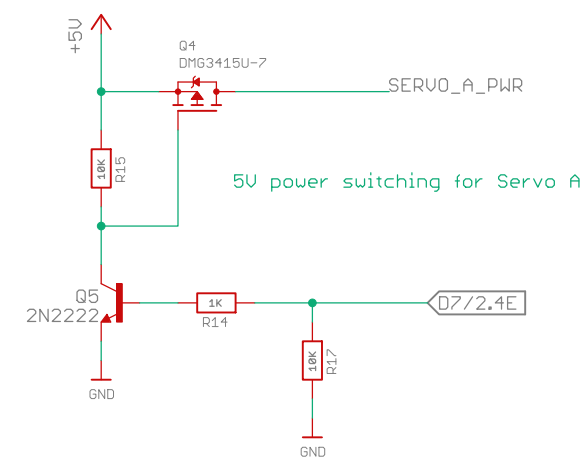 +5V
Q4
DMG3415U-7
SERVO_A_PWR
10K
R15
5V power switching for Servo A
Q5
2N2222
1K
R14
D7/2.4E
10K
R17
GND
GND